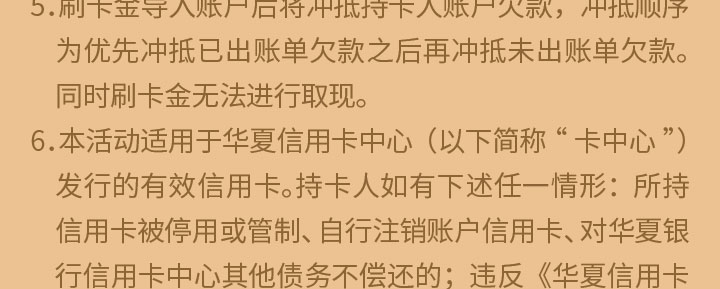 5.刷卡金导入账户后将冲抵持卡人账户欠款，冲抵顺序
为优先冲抵已出账单欠款之后再冲抵未出账单欠款。
同时刷卡金无法进行取现。
6.本活动适用于华夏信用卡中心（以下简称“卡中心”）
发行的有效信用卡。持卡人如有下述任一情形：所持
信用卡被停用或管制、自行注销账户信用卡、对华夏银
行信用卡中心其他债务不偿还的；违反《华夏信用卡